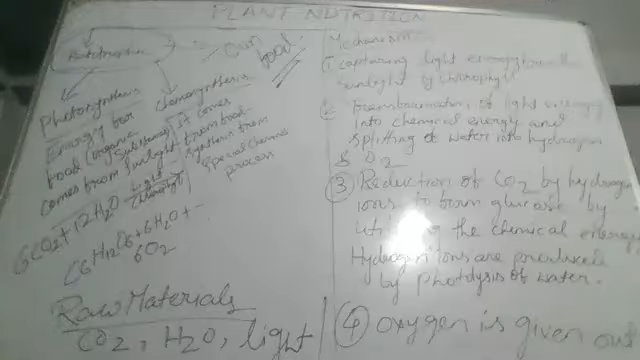 PLANT NUTRITION
Autotrophic
Own
food
Photosynthesis
Energy for
food (organic
Substance)
comes from Sunlight
Chemosynthesis
It comes
from food
synthesis from
special chemical
process
6CO2 + 12H2O Light
Chlorophyll
C6H12O6 + 6H2O +
6O2
Raw Materials
CO2, H2O, light
Mechanism
① capturing light energy from
sunlight by chlorophyll
Transformation of light energy
into chemical energy and
splitting of water into hydrogen
& O2
③ Reduction of CO2 by hydrogen
ions to form glucose by
utilising the chemical energy
Hydrogen ions are produced
by photolysis of water.
④ oxygen is given out